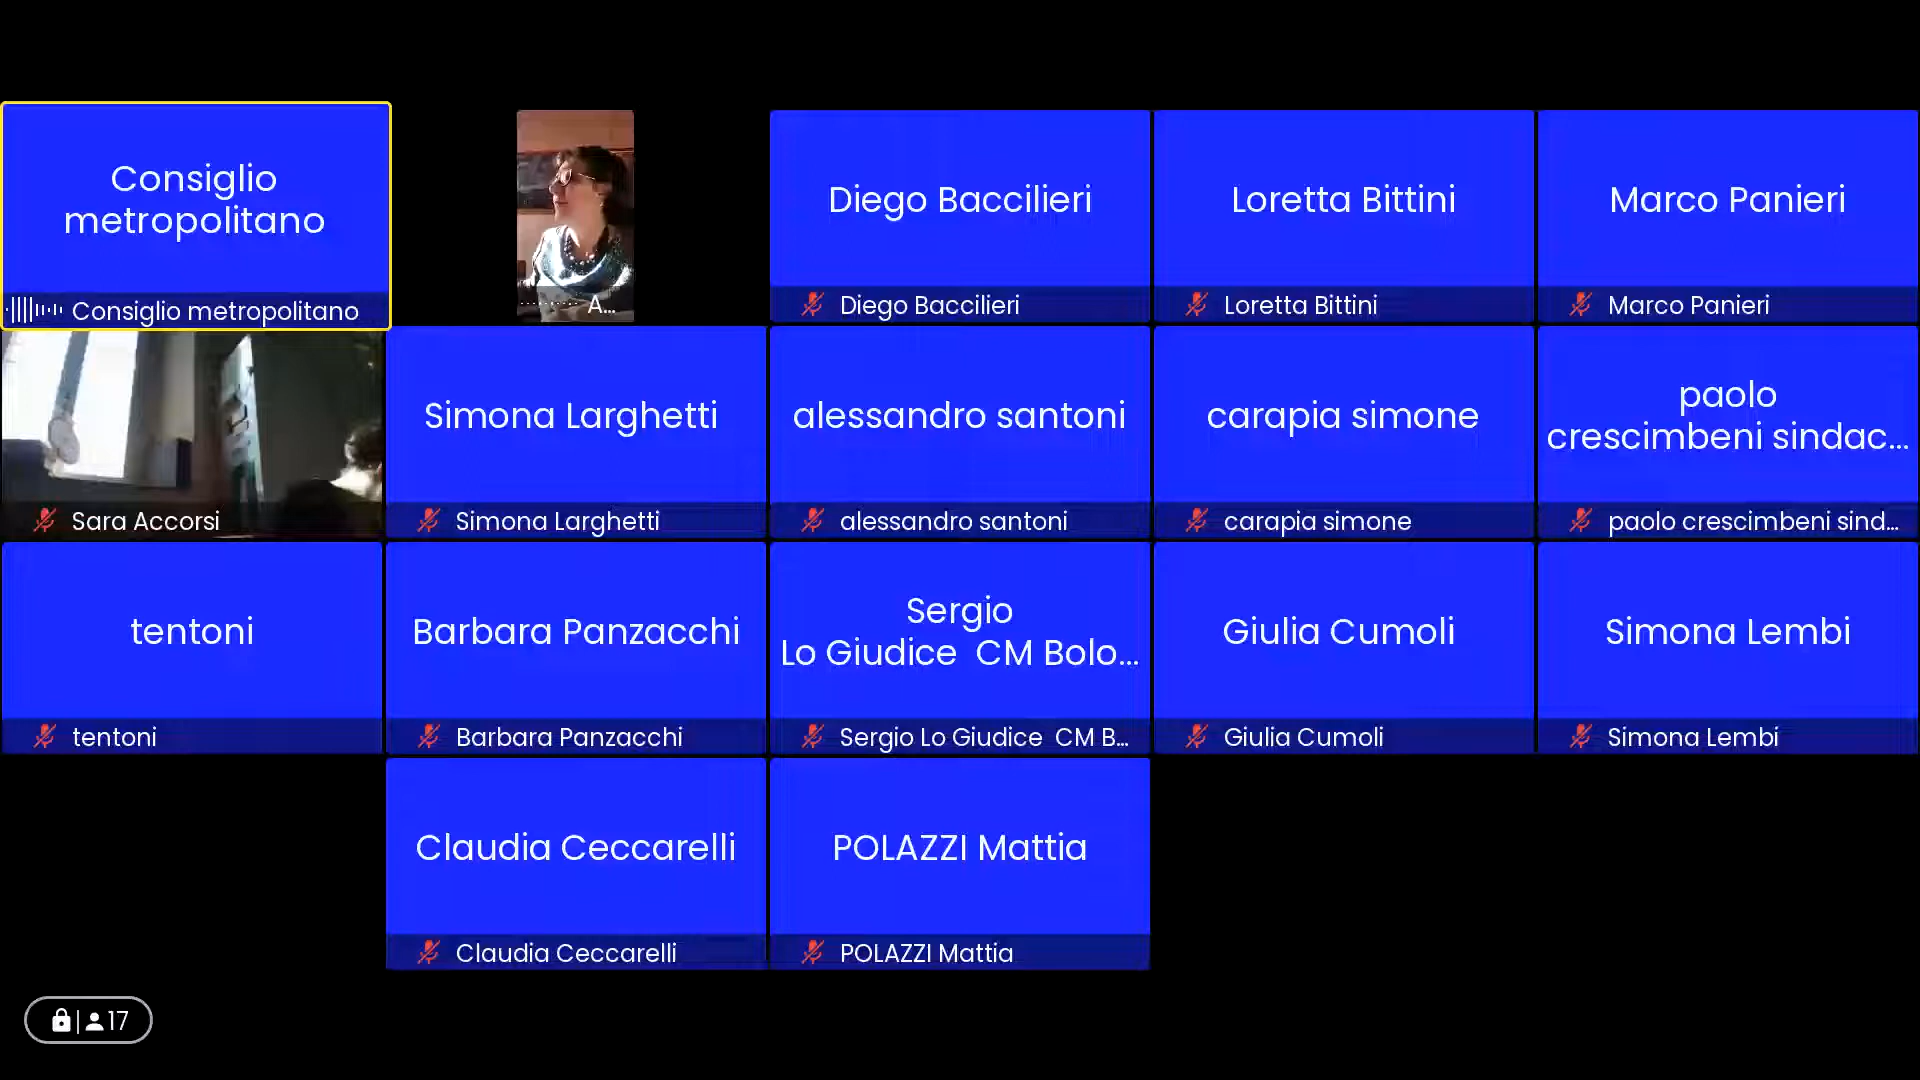 Consiglio
metropolitano
Consiglio metropolitano
A...
Diego Baccilieri
Diego Baccilieri
Loretta Bittini
Loretta Bittini
Marco Panieri
Marco Panieri
Sara Accorsi
Simona Larghetti
Simona Larghetti
alessandro santoni
alessandro santoni
carapia simone
carapia simone
paolo
crescimbeni sindac...
paolo crescimbeni sind...
tentoni
tentoni
Barbara Panzacchi
Barbara Panzacchi
Sergio
Lo Giudice  CM Bolo...
Sergio Lo Giudice  CM B...
Giulia Cumoli
Giulia Cumoli
Simona Lembi
Simona Lembi
Claudia Ceccarelli
Claudia Ceccarelli
POLAZZI Mattia
POLAZZI Mattia
17